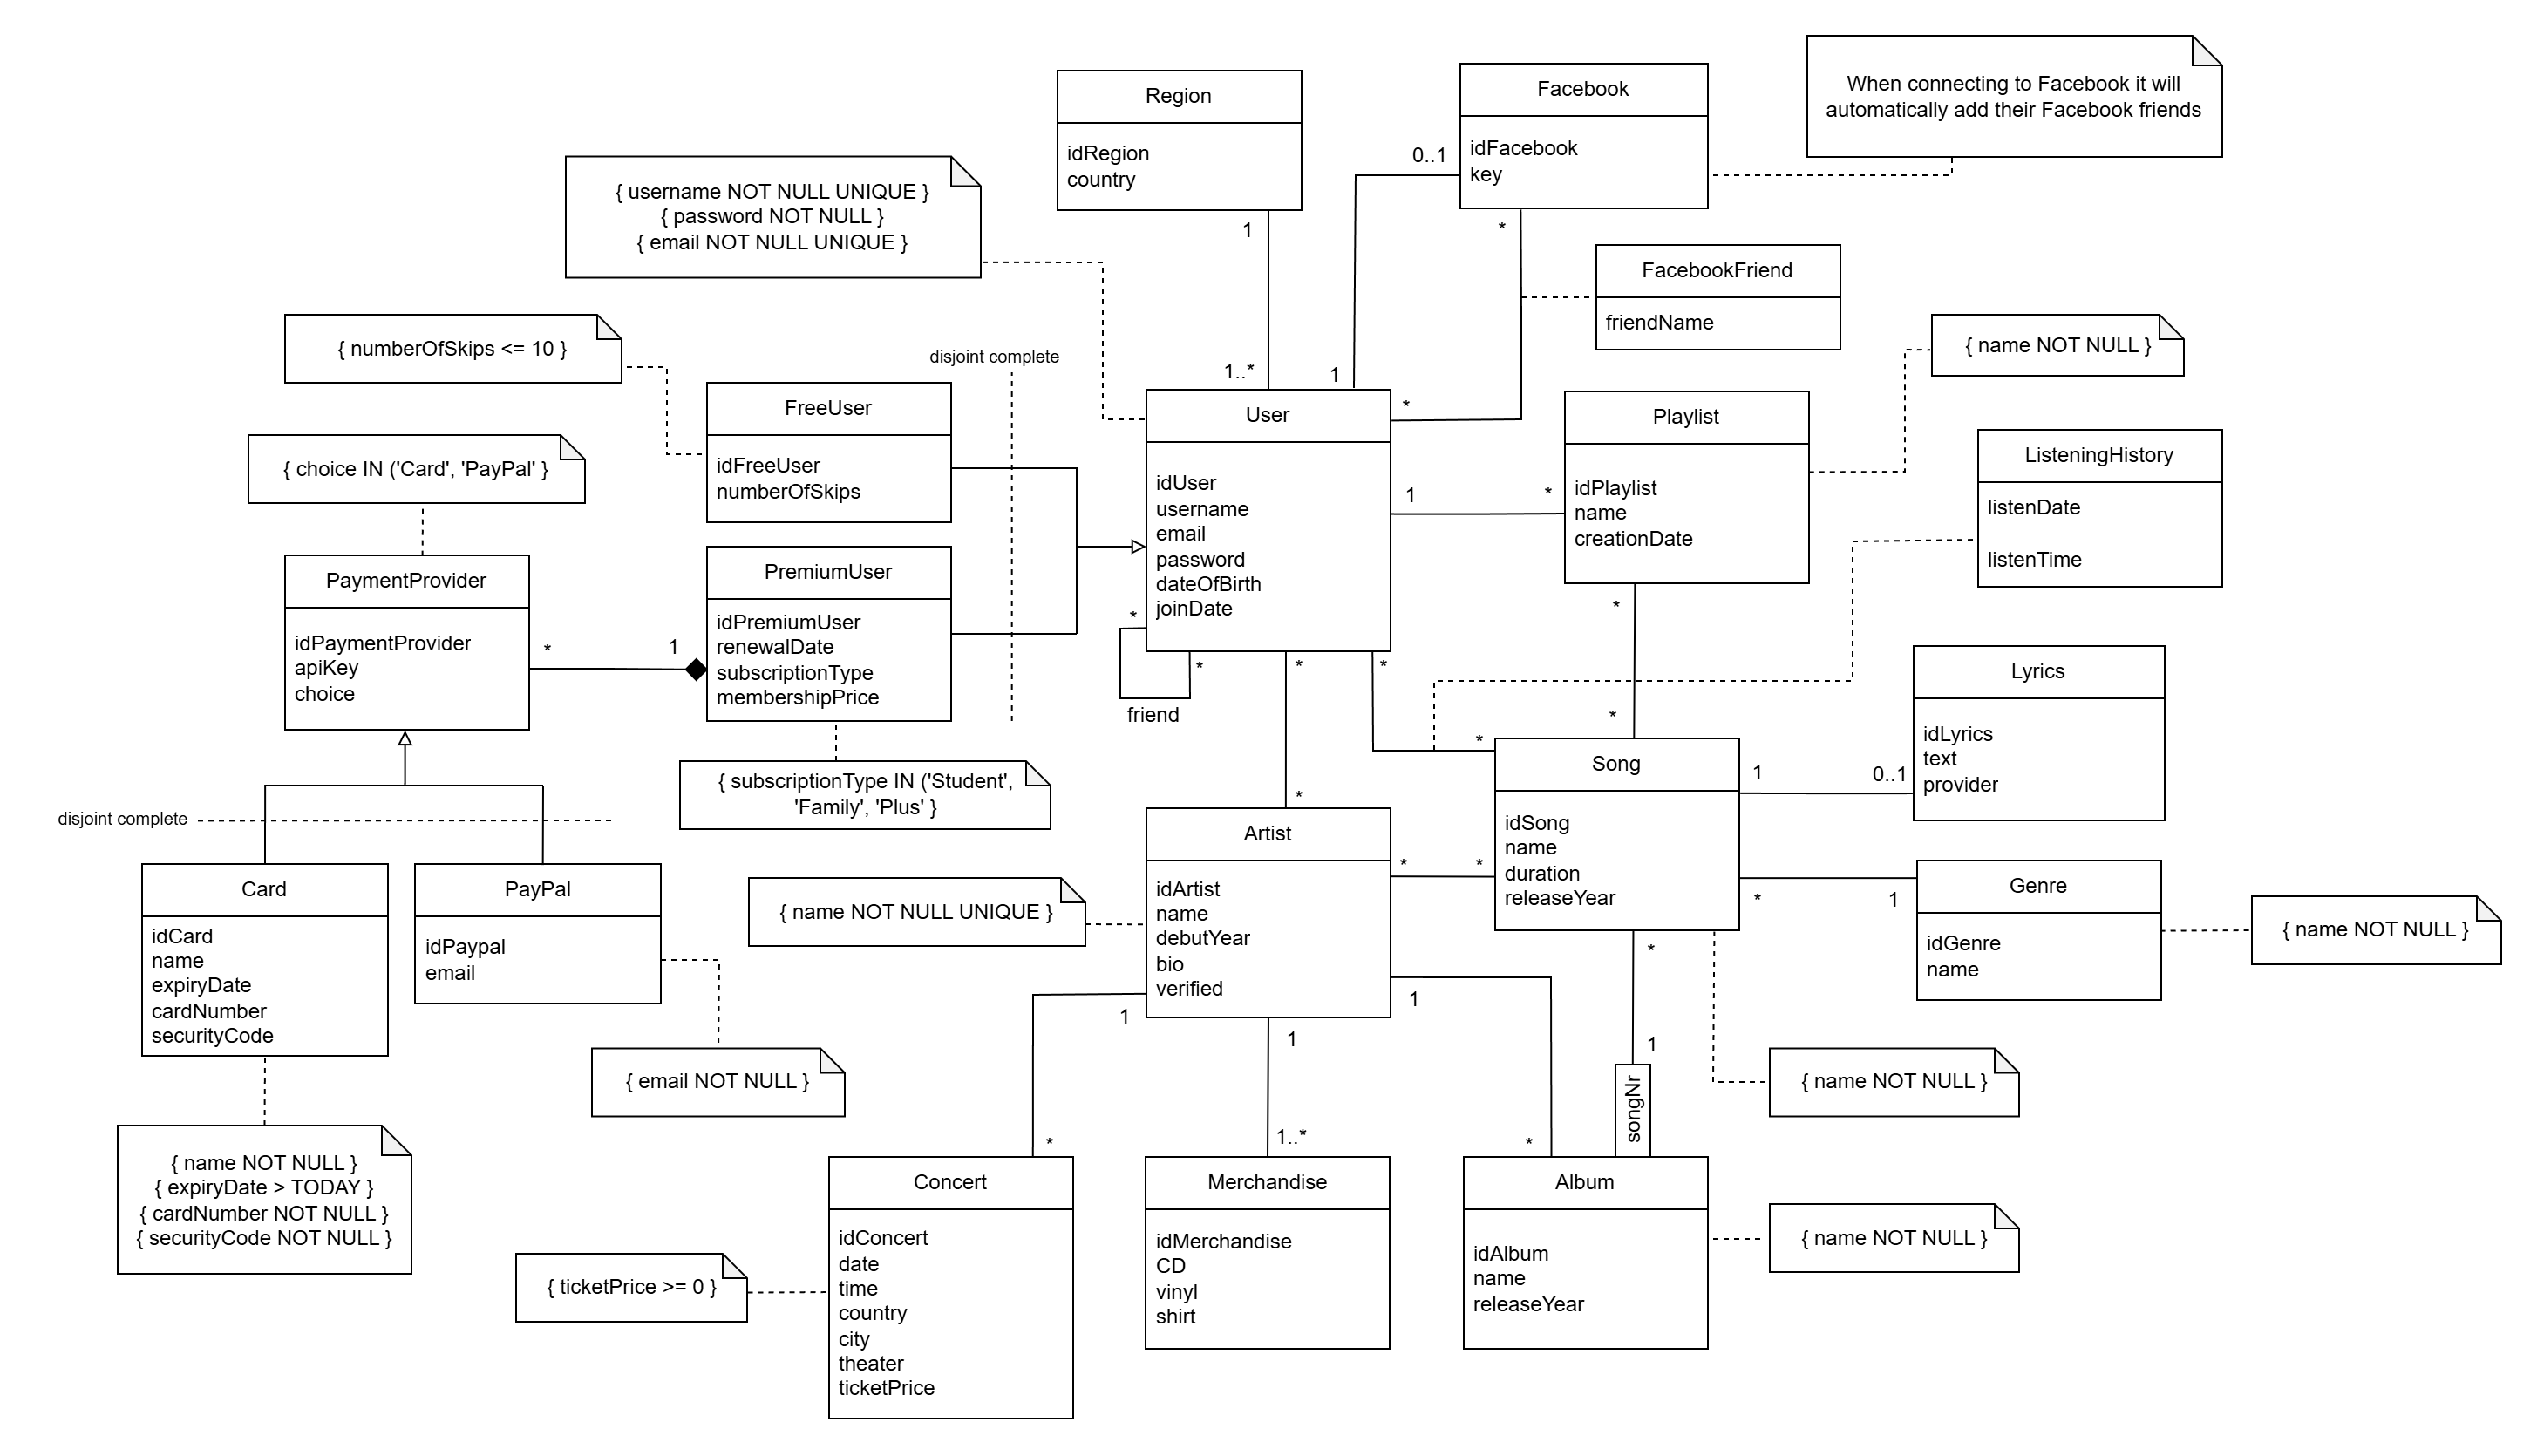 Region
idRegion
country
Facebook
idFacebook
key
When connecting to Facebook it will
automatically add their Facebook friends
{ username NOT NULL UNIQUE }
{ password NOT NULL }
{ email NOT NULL UNIQUE }
0..1
*
1
FacebookFriend
friendName
{ name NOT NULL }
{ numberOfSkips <= 10 }
disjoint complete
1..*
1
*
FreeUser
idFreeUser
numberOfSkips
User
idUser
username
email
password
dateOfBirth
joinDate
1
*
Playlist
idPlaylist
name
creationDate
ListeningHistory
listenDate
listenTime
{ choice IN ('Card', 'PayPal' }
PaymentProvider
idPaymentProvider
apiKey
choice
*
1
PremiumUser
idPremiumUser
renewalDate
subscriptionType
membershipPrice
*
*
friend
*
*
*
*
Lyrics
idLyrics
text
provider
{ subscriptionType IN ('Student',
'Family', 'Plus' }
*
*
Song
idSong
name
duration
releaseYear
1
0..1
disjoint complete
Card
idCard
name
expiryDate
cardNumber
securityCode
PayPal
idPaypal
email
{ name NOT NULL UNIQUE }
Artist
idArtist
name
debutYear
bio
verified
*
*
*
1
Genre
idGenre
name
{ name NOT NULL }
{ email NOT NULL }
1
1
1
*
1
songNr
{ name NOT NULL }
{ name NOT NULL }
{ expiryDate > TODAY }
{ cardNumber NOT NULL }
{ securityCode NOT NULL }
*
1..*
*
{ ticketPrice >= 0 }
Concert
idConcert
date
time
country
city
theater
ticketPrice
Merchandise
idMerchandise
CD
vinyl
shirt
Album
idAlbum
name
releaseYear
{ name NOT NULL }